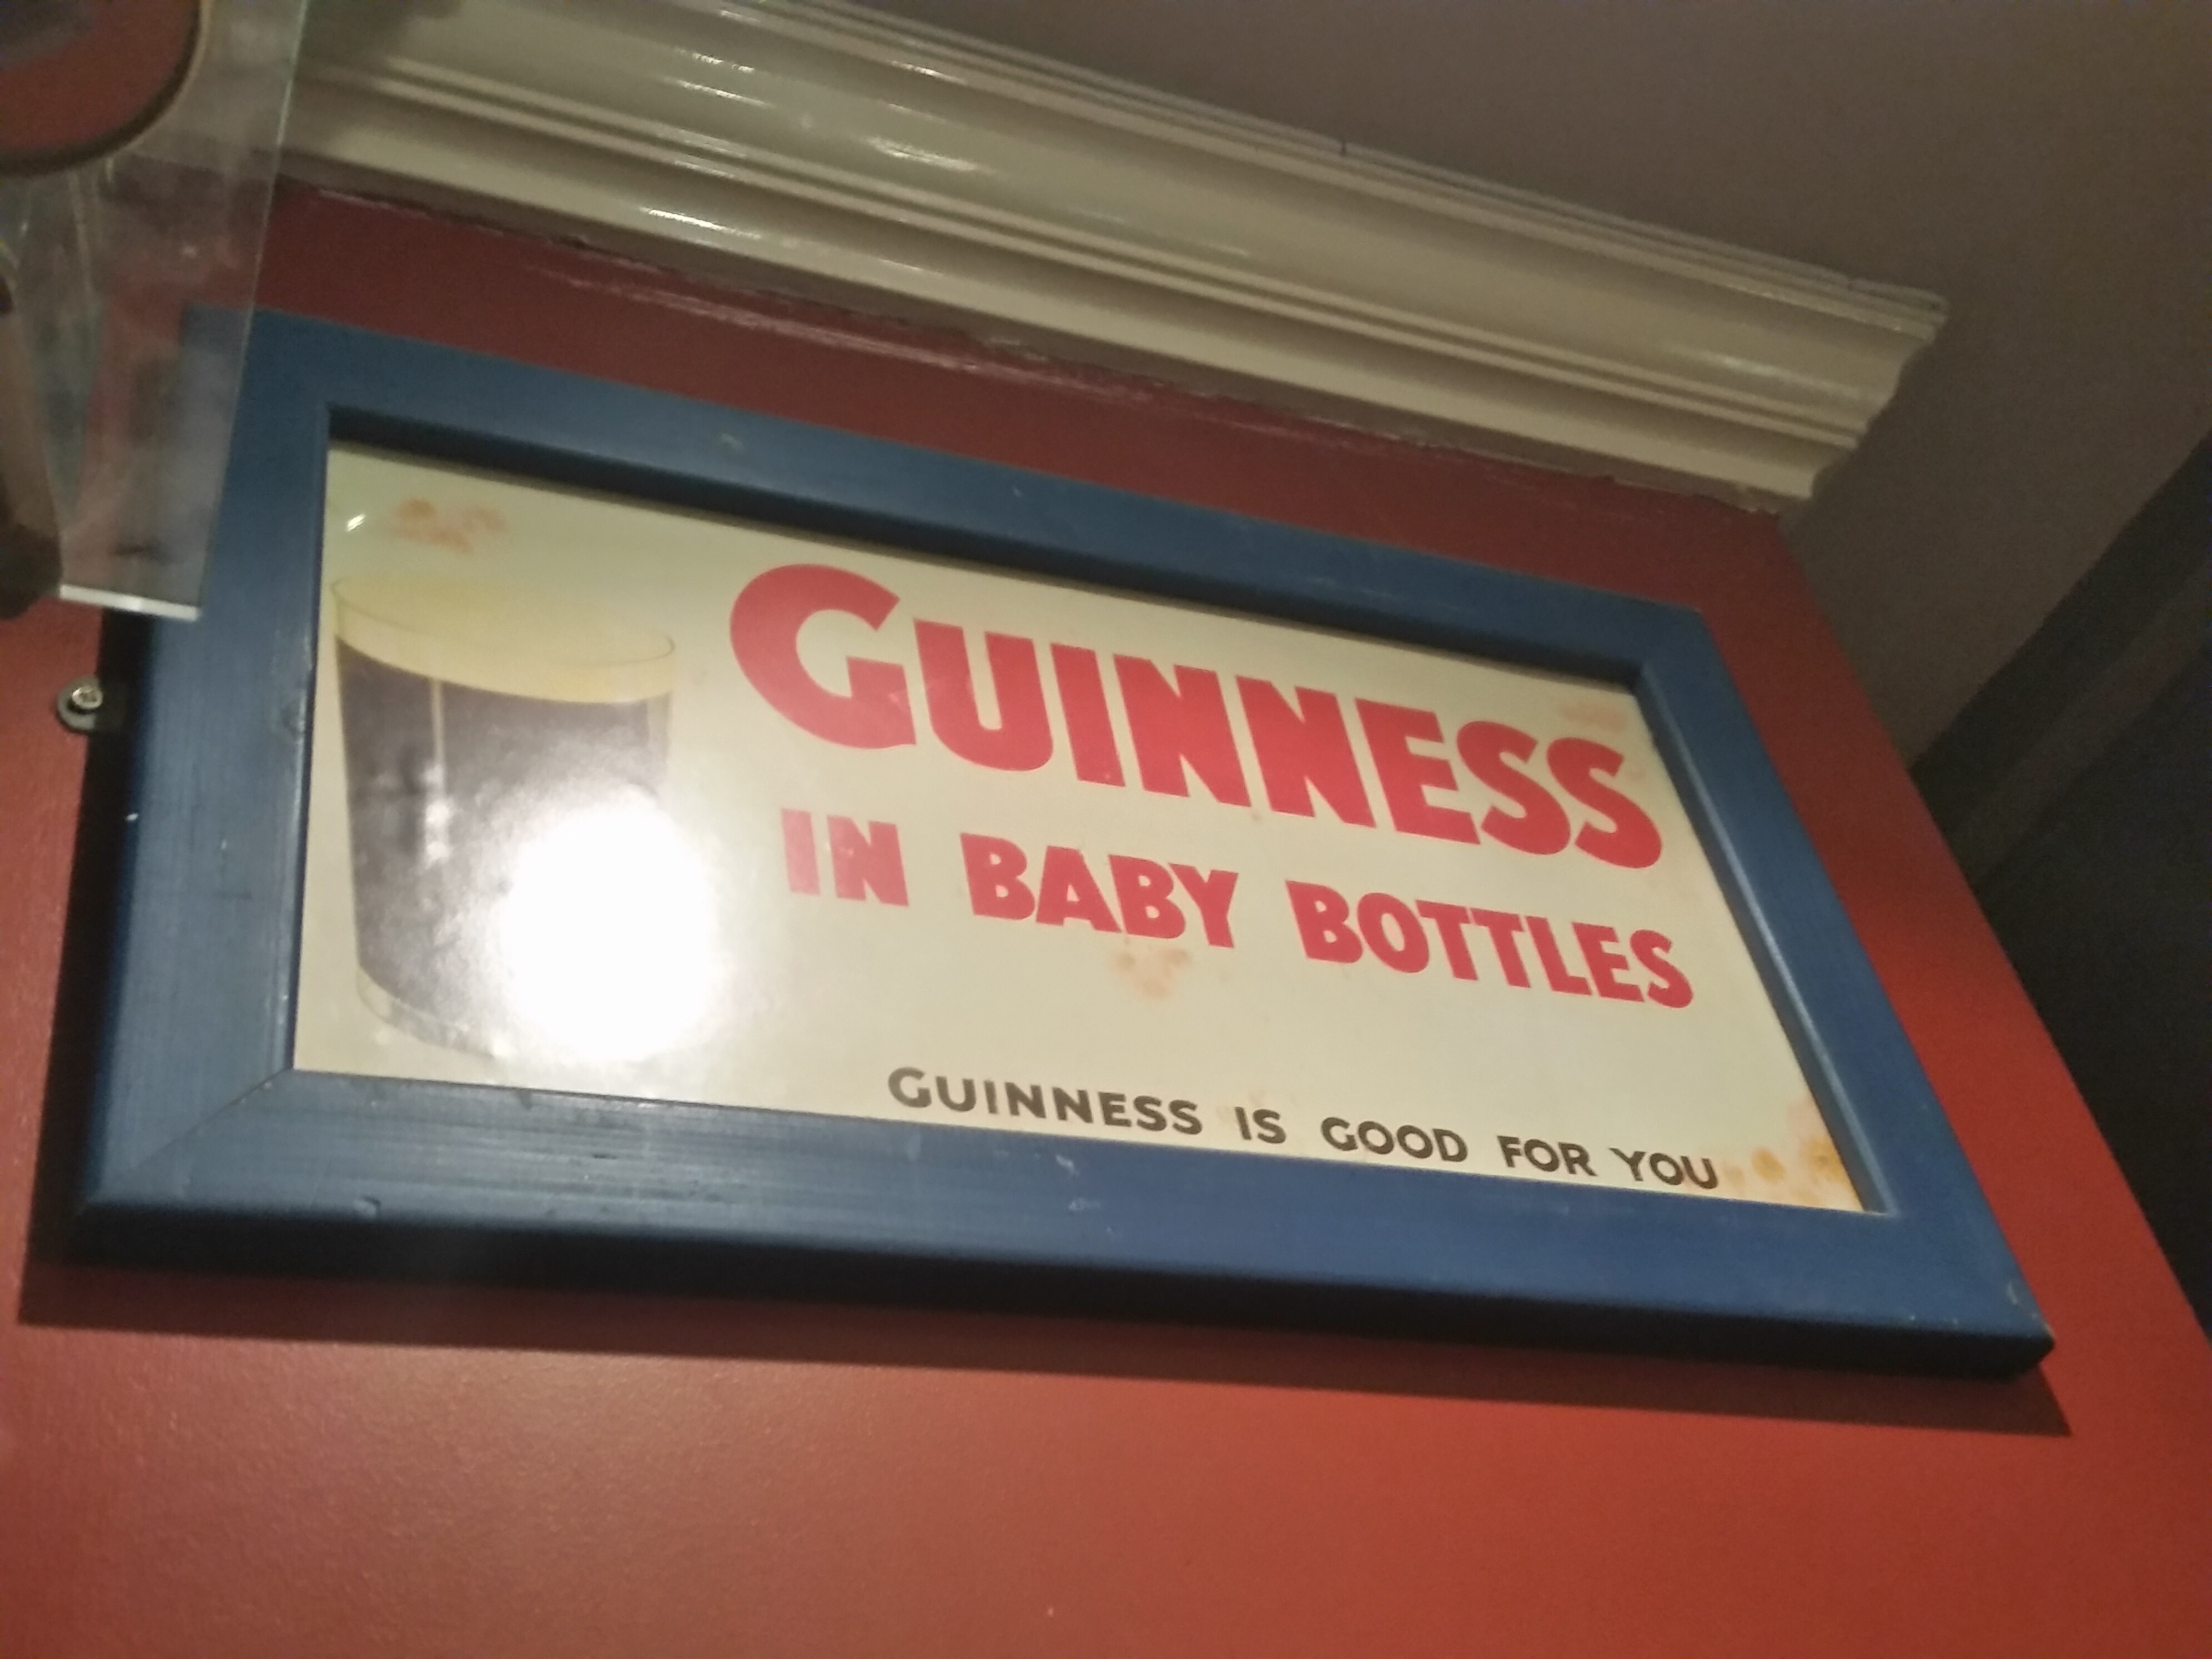 GUINNESS
IN BABY BOTTLES
GUINNESS IS GOOD FOR YOU